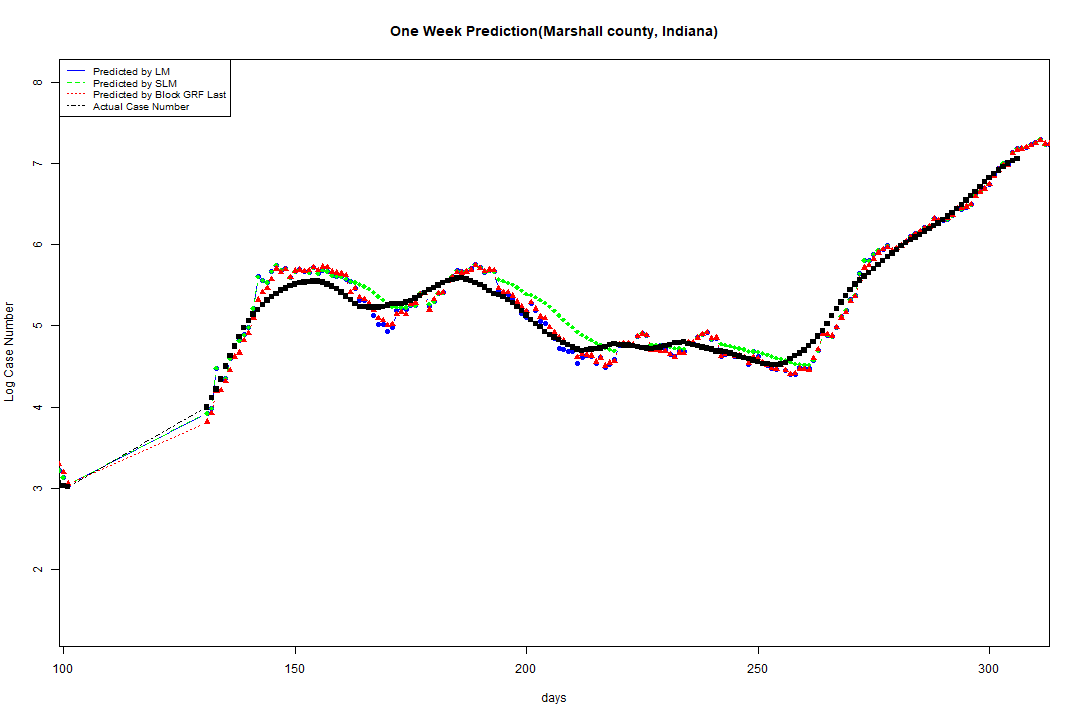 One Week Prediction(Marshall county, Indiana)
Predicted by LM
Predicted by SLM
Predicted by Block GRF Last
Actual Case Number
8
7
6
5
4
3
2
Log Case Number
100 150 200 250 300
days